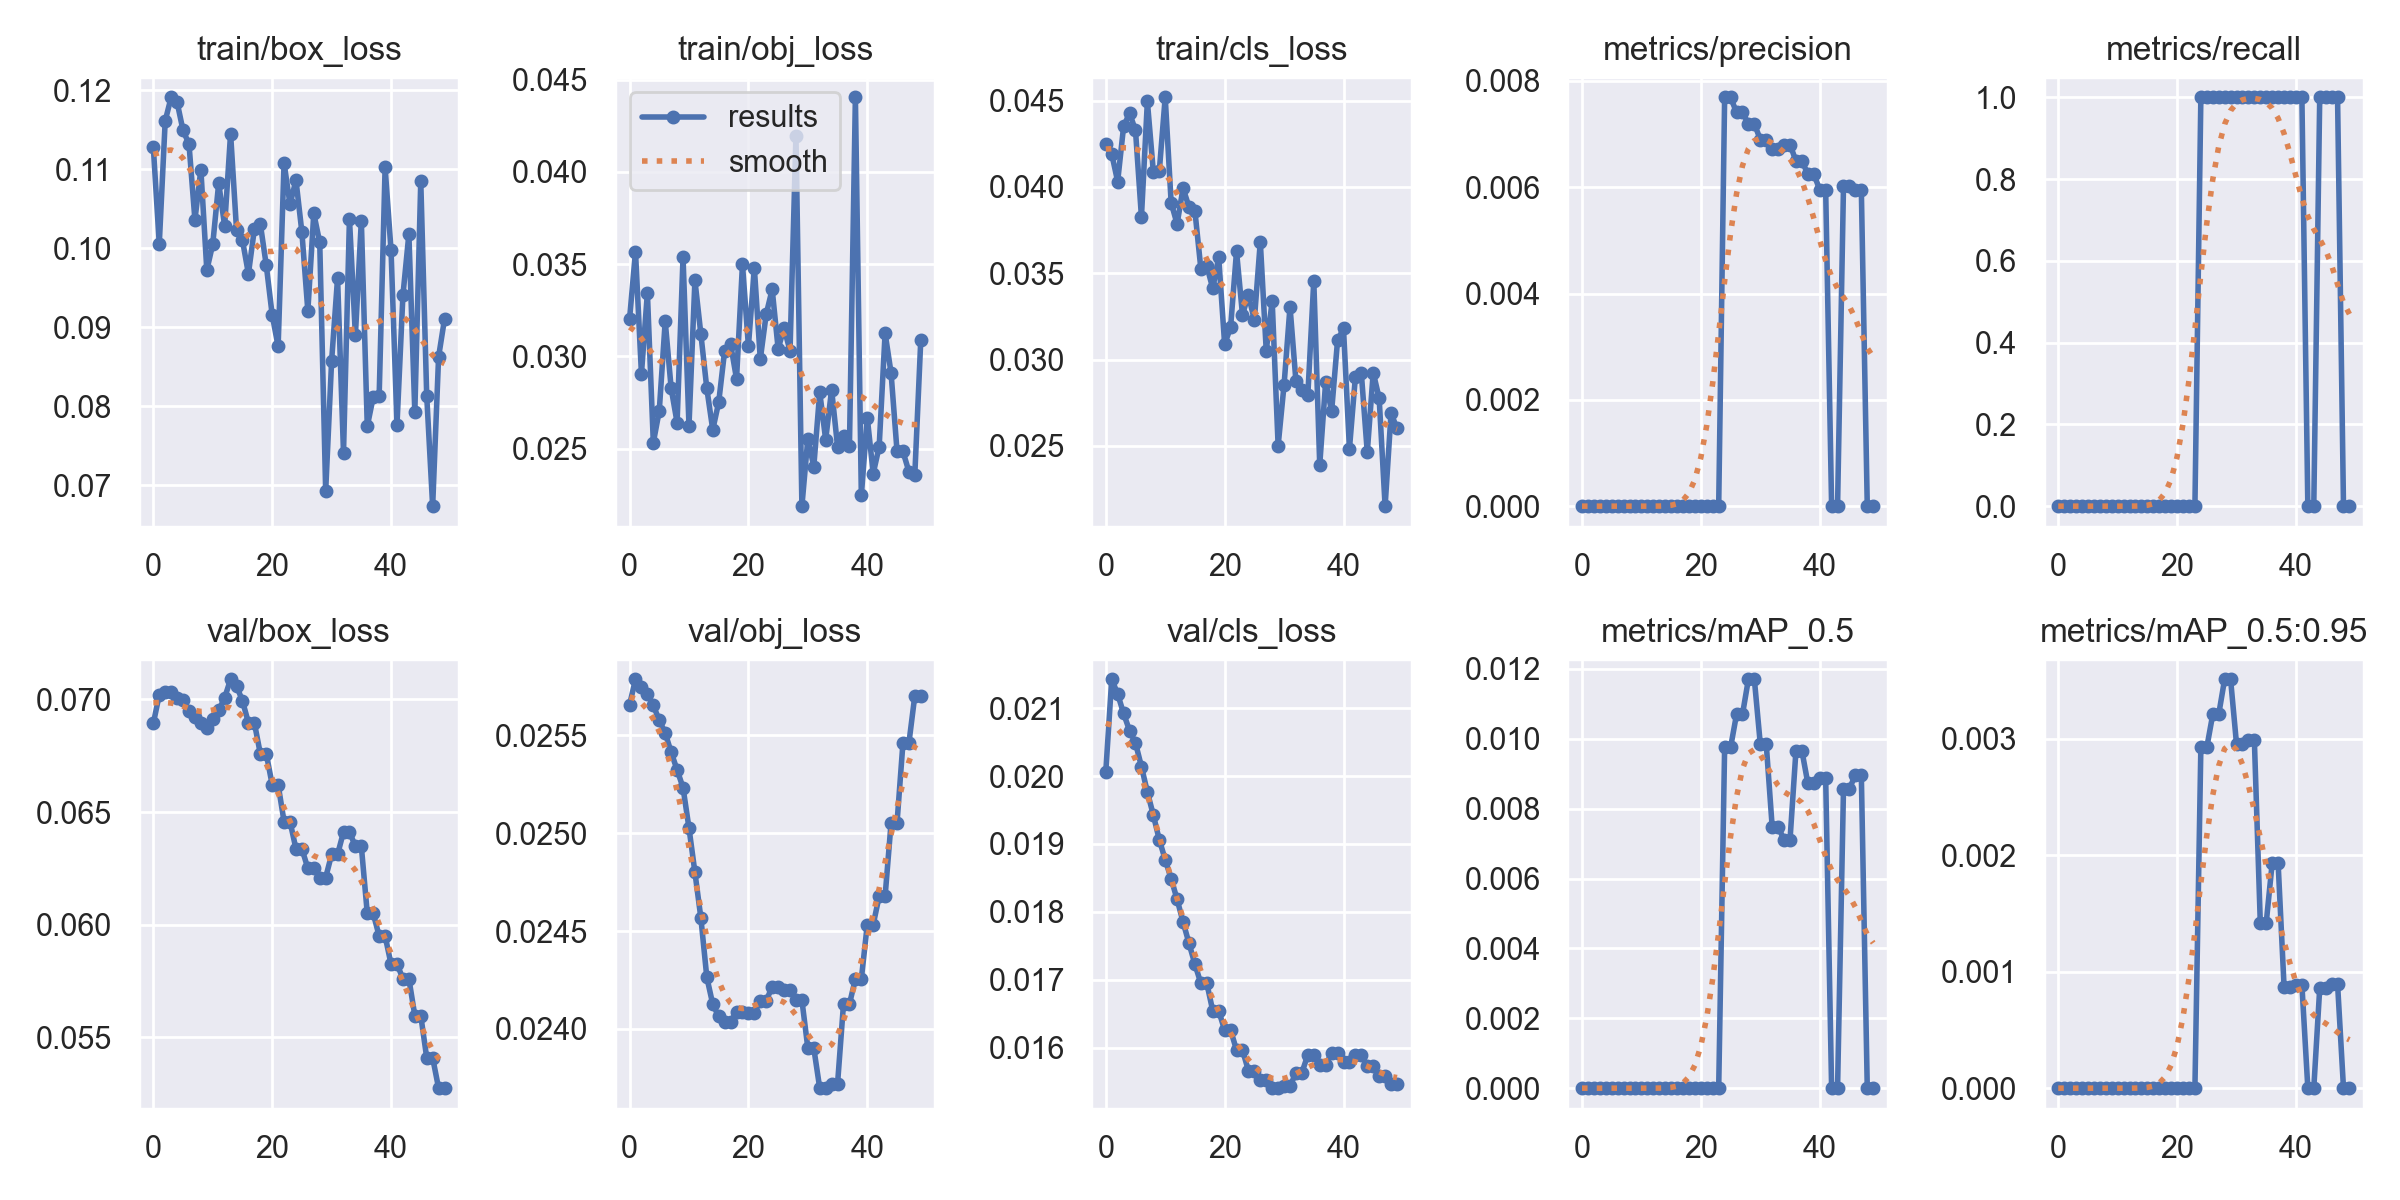 train/box_loss
0.12
0.11
0.10
0.09
0.08
0.07
0 20 40
train/obj_loss
0.045
0.040
0.035
0.030
0.025
results
smooth
0 20 40
train/cls_loss
0.045
0.040
0.035
0.030
0.025
0 20 40
metrics/precision
0.008
0.006
0.004
0.002
0.000
0 20 40
metrics/recall
1.0
0.8
0.6
0.4
0.2
0.0
0 20 40
val/box_loss
0.070
0.065
0.060
0.055
0 20 40
val/obj_loss
0.0255
0.0250
0.0245
0.0240
0 20 40
val/cls_loss
0.021
0.020
0.019
0.018
0.017
0.016
0 20 40
metrics/mAP_0.5
0.012
0.010
0.008
0.006
0.004
0.002
0.000
0 20 40
metrics/mAP_0.5:0.95
0.003
0.002
0.001
0.000
0 20 40